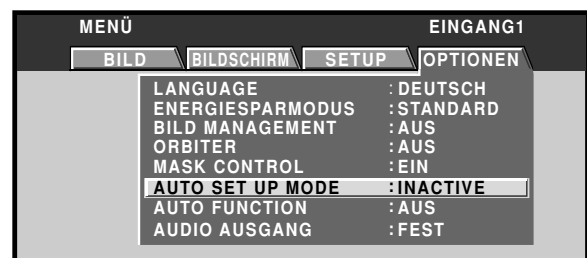 MENÜ EINGANG1
BILD BILDSCHIRM SETUP OPTIONEN
LANGUAGE :DEUTSCH
ENERGIESPARMODUS :STANDARD
BILD MANAGEMENT :AUS
ORBITER :AUS
MASK CONTROL :EIN
AUTO SET UP MODE :INACTIVE
AUTO FUNCTION :AUS
AUDIO AUSGANG :FEST